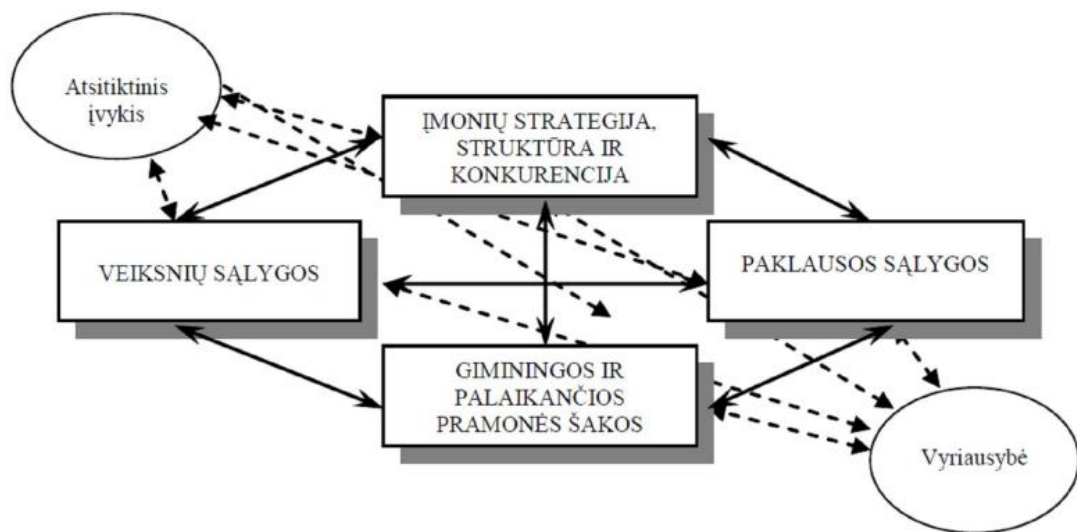 Atsitiktinis
įvykis
ĮMONIŲ STRATEGIJA,
STRUKTŪRA IR
KONKURENCIJA
VEIKSNIŲ SĄLYGOS
PAKLAUSOS SĄLYGOS
GIMININGOS IR
PALAIKANČIOS
PRAMONĖS ŠAKOS
Vyriausybė